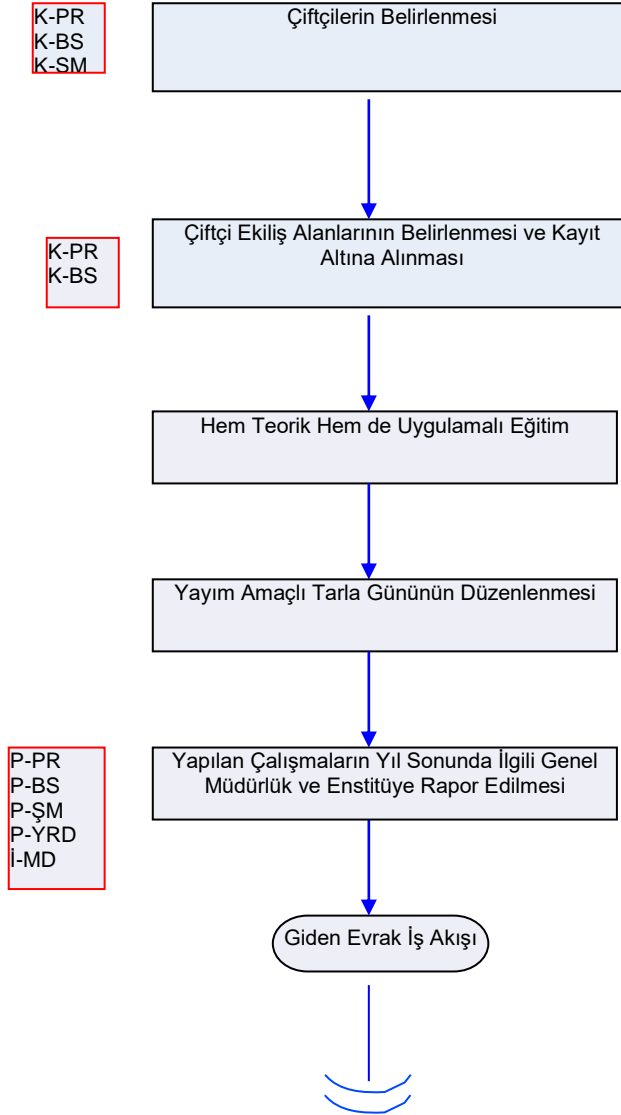 K-PR
K-BS
K-SM
Çiftçilerin Belirlenmesi
K-PR
K-BS
Çiftçi Ekiliş Alanlarının Belirlenmesi ve Kayıt
Altına Alınması
Hem Teorik Hem de Uygulamalı Eğitim
Yayım Amaçlı Tarla Gününün Düzenlenmesi
P-PR
P-BS
P-ŞM
P-YRD
İ-MD
Yapılan Çalışmaların Yıl Sonunda İlgili Genel
Müdürlük ve Enstitüye Rapor Edilmesi
Giden Evrak İş Akışı